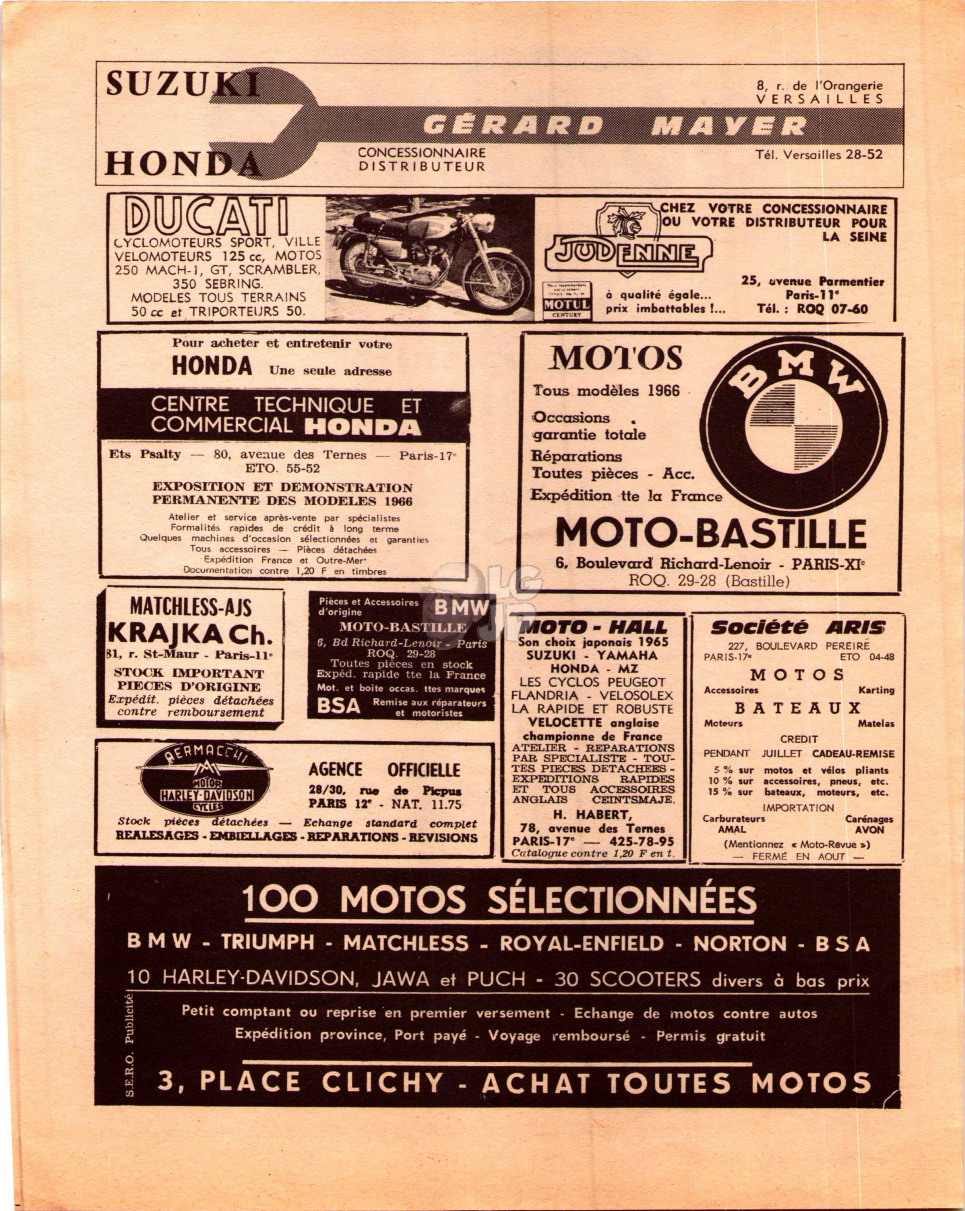 SUZUKI
HONDA
GÉRARD MAYER
CONCESSIONNAIRE
DISTRIBUTEUR
8, r. de l'Orangerie
VERSAILLES
Tél. Versailles 28-52
DUCATI
CYCLOMOTEURS SPORT, VILLE
VELOMOTEURS 125 cc, MOTOS
250 MACH-1, GT, SCRAMBLER,
350 SEBRING.
MODELES TOUS TERRAINS
50 cc et TRIPORTEURS 50.
CHEZ VOTRE CONCESSIONNAIRE
OU VOTRE DISTRIBUTEUR POUR
LA SEINE
JUDENNE
MOTUL
CENTURY
à qualité égale...
prix imbattables !...
25, avenue Parmentier
Paris-11e
Tél. : ROQ 07-60
Pour acheter et entretenir votre
HONDA Une seule adresse
CENTRE TECHNIQUE ET
COMMERCIAL HONDA
Ets Psalty — 80, avenue des Ternes — Paris-17e
ETO. 55-52
EXPOSITION ET DEMONSTRATION
PERMANENTE DES MODELES 1966
Atelier et service après-vente par spécialistes
Formalités rapides de crédit à long terme
Quelques machines d'occasion sélectionnées et garanties
Tous accessoires — Pièces détachées
Expédition France et Outre-Mer
Documentation contre 1,20 F en timbres
MOTOS
Tous modèles 1966
Occasions
garantie totale
Réparations
Toutes pièces - Acc.
Expédition tte la France
BMW
MOTO-BASTILLE
6, Boulevard Richard-Lenoir - PARIS-XIe
ROQ. 29-28 (Bastille)
MATCHLESS-AJS
KRAJKA Ch.
81, r. St-Maur - Paris-11e
STOCK IMPORTANT
PIECES D'ORIGINE
Expédit. pièces détachées
contre remboursement
Pièces et Accessoires
d'origine BMW
MOTO-BASTILLE
6, Bd Richard-Lenoir - Paris
ROQ. 29-28
Toutes pièces en stock
Expéd. rapide tte la France
Mot. et boite occas. ttes marques
BSA Remise aux réparateurs
et motoristes
LG
JP
MOTO - HALL
Son choix japonais 1965
SUZUKI - YAMAHA
HONDA - MZ
LES CYCLOS PEUGEOT
FLANDRIA - VELOSOLEX
LA RAPIDE ET ROBUSTE
VELOCETTE anglaise
championne de France
ATELIER - REPARATIONS
PAR SPECIALISTE - TOU-
TES PIECES DETACHEES -
EXPEDITIONS RAPIDES
ET TOUS ACCESSOIRES
ANGLAIS CEINTSMAJE.
H. HABERT,
78, avenue des Ternes
PARIS-17e — 425-78-95
Catalogue contre 1,20 F en t.
Société ARIS
227, BOULEVARD PEREIRE
PARIS-17e ETO 04-48
MOTOS
Accessoires Karting
BATEAUX
Moteurs Matelas
CREDIT
PENDANT JUILLET CADEAU-REMISE
5 % sur motos et vélos pliants
10 % sur accessoires, pneus, etc.
15 % sur bateaux, moteurs, etc.
IMPORTATION
Carburateurs Carénages
AMAL AVON
(Mentionnez « Moto-Revue »)
— FERMÉ EN AOUT —
AERMACCHI
MOTOR
HARLEY-DAVIDSON
CYCLES
AGENCE OFFICIELLE
28/30, rue de Picpus
PARIS 12e - NAT. 11.75
Stock pièces détachées — Echange standard complet
REALESAGES - EMBIELLAGES - REPARATIONS - REVISIONS
100 MOTOS SÉLECTIONNÉES
BMW - TRIUMPH - MATCHLESS - ROYAL-ENFIELD - NORTON - BSA
10 HARLEY-DAVIDSON, JAWA et PUCH - 30 SCOOTERS divers à bas prix
Petit comptant ou reprise en premier versement - Echange de motos contre autos
Expédition province, Port payé - Voyage remboursé - Permis gratuit
3, PLACE CLICHY - ACHAT TOUTES MOTOS
S.E.R.O. Publicité